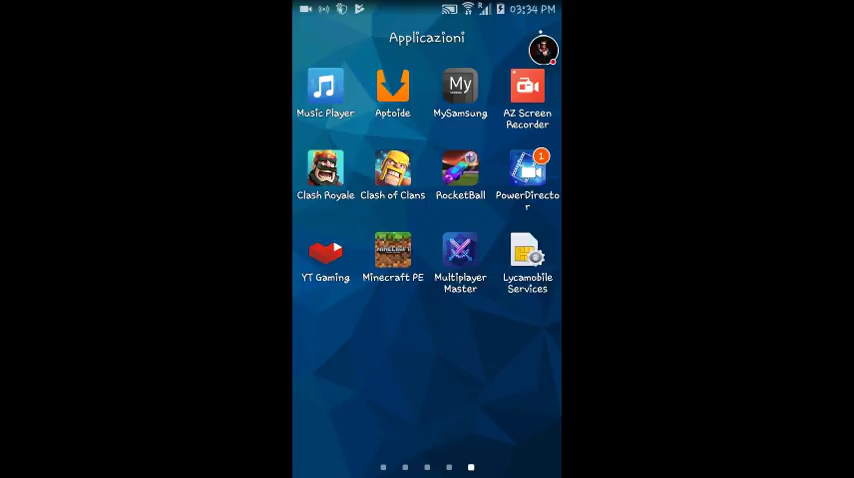 R 03:34 PM
Applicazioni
My
Music Player Aptoide MySamsung AZ Screen
Recorder
1
Clash Royale Clash of Clans RocketBall PowerDirecto
r
MINECRAFT
YT Gaming Minecraft PE Multiplayer Lycamobile
Master Services